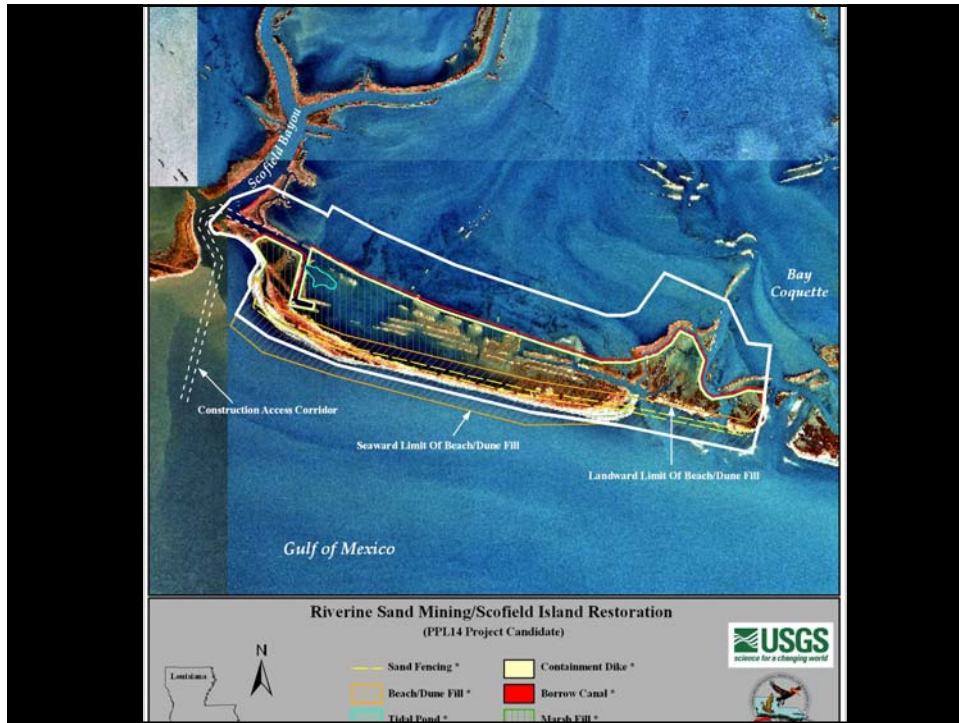 Scofield Bayou
Bay
Coquette
Construction Access Corridor
Seaward Limit Of Beach/Dune Fill
Landward Limit Of Beach/Dune Fill
Gulf of Mexico
Riverine Sand Mining/Scofield Island Restoration
(PPL14 Project Candidate)
USGS
science for a changing world
N
Louisiana
Sand Fencing *
Containment Dike *
Beach/Dune Fill *
Borrow Canal *
Tidal Pond *
Marsh Fill *